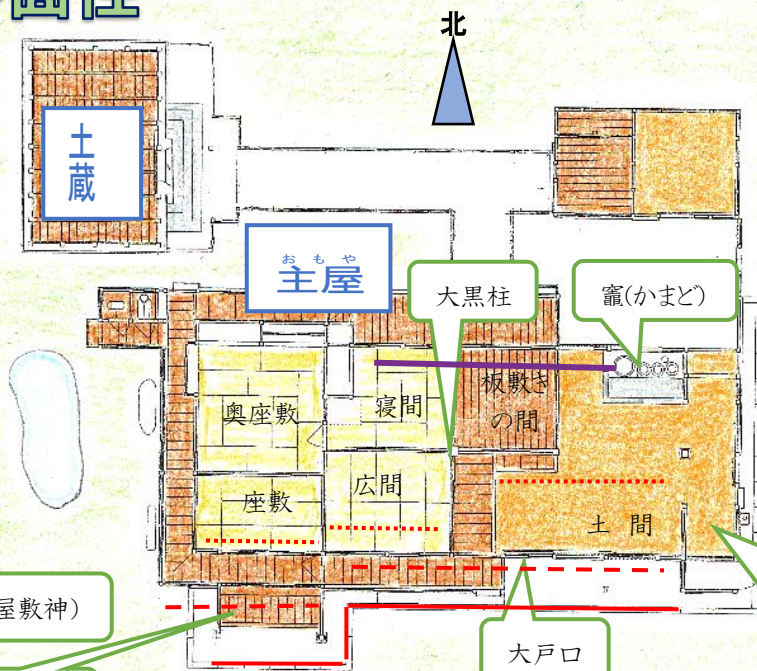 北
土蔵
おもや
主屋
大黒柱
竈(かまど)
奥座敷
寝間
板敷き
の間
座敷
広間
土間
屋敷神)
大戸口